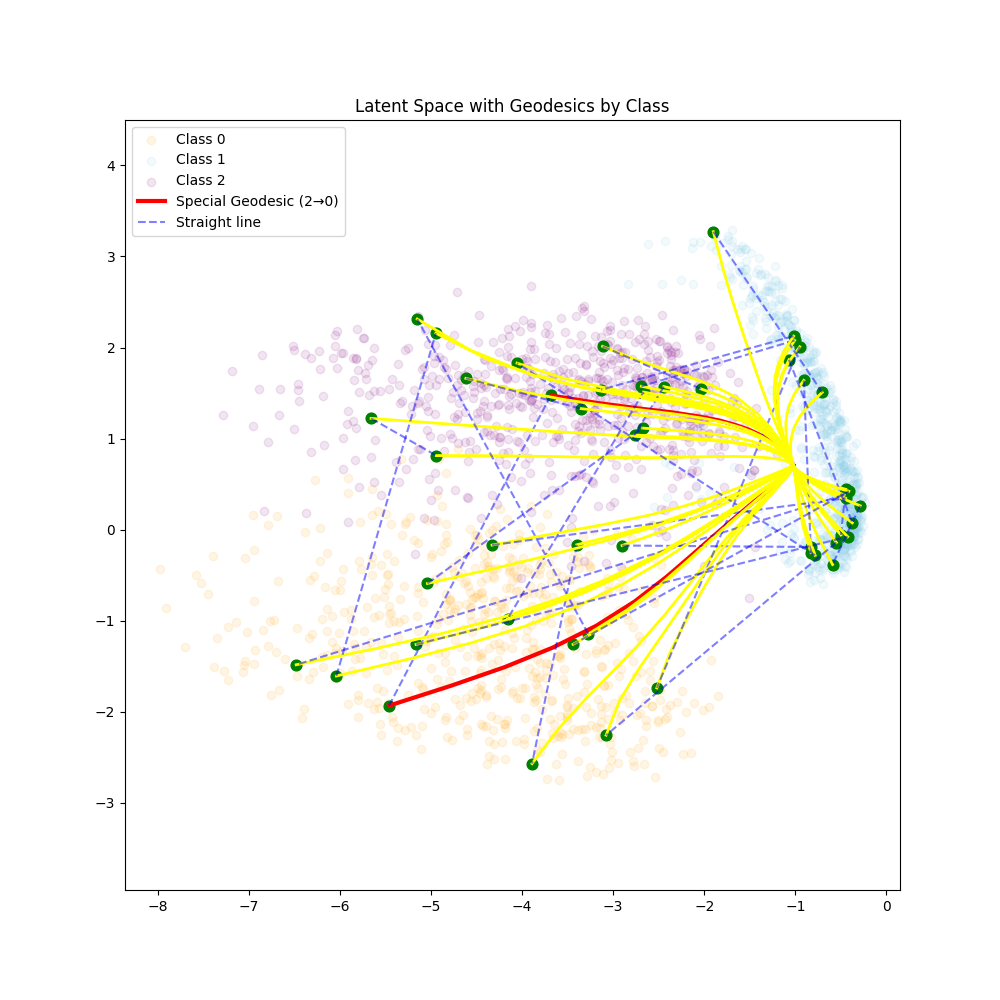 Latent Space with Geodesics by Class
Class 0
Class 1
Class 2
Special Geodesic (2→0)
Straight line
4
3
2
1
0
−1
−2
−3
−8 −7 −6 −5 −4 −3 −2 −1 0